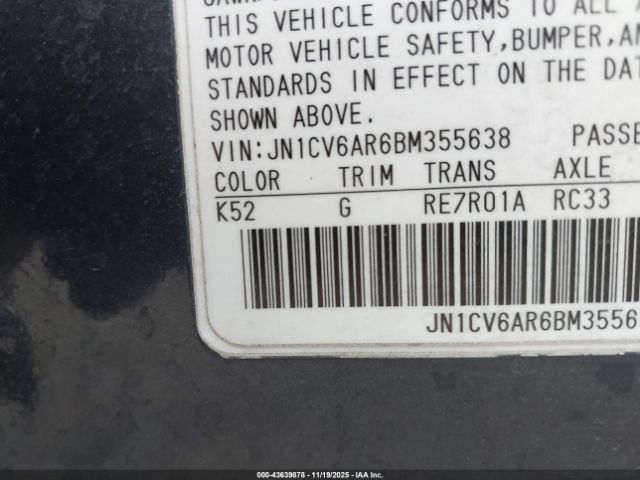 THIS VEHICLE CONFORMS TO ALL
MOTOR VEHICLE SAFETY, BUMPER, AN
STANDARDS IN EFFECT ON THE DAT
SHOWN ABOVE.
VIN:JN1CV6AR6BM355638 PASSE
COLOR TRIM TRANS AXLE
K52 G RE7R01A RC33
JN1CV6AR6BM3556
000-43639878 - 11/19/2025 - IAA Inc.